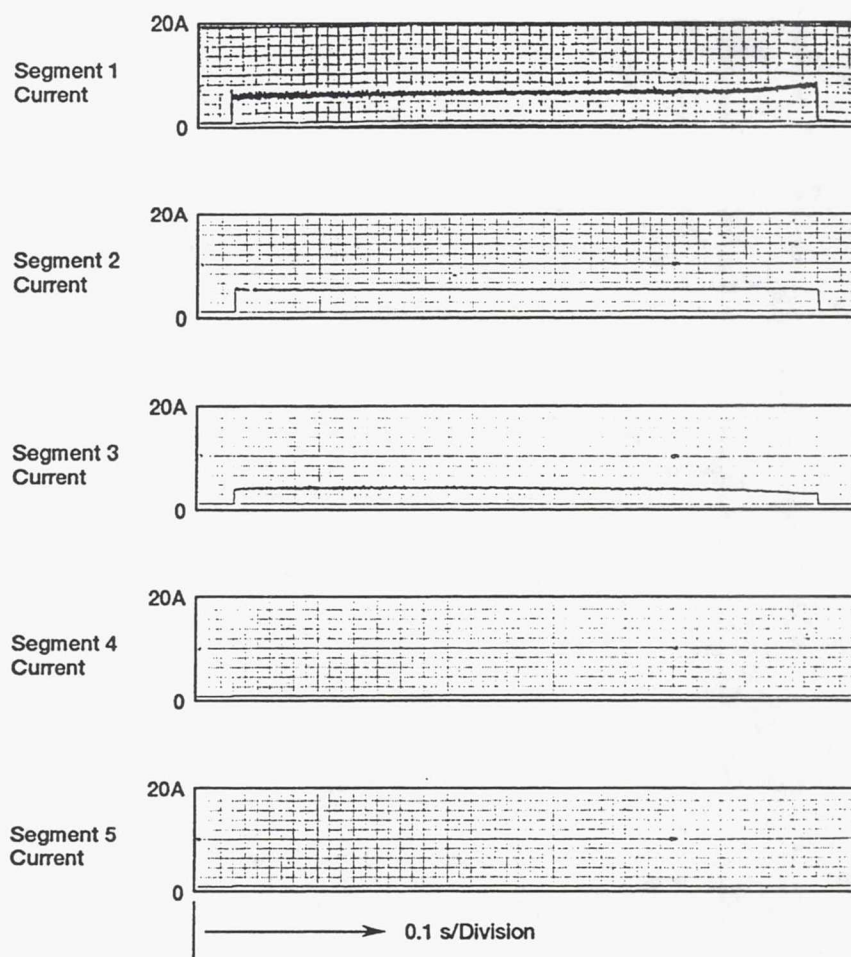 20A
Segment 1
Current
0
20A
Segment 2
Current
0
20A
Segment 3
Current
0
20A
Segment 4
Current
0
20A
Segment 5
Current
0
0.1 s/Division